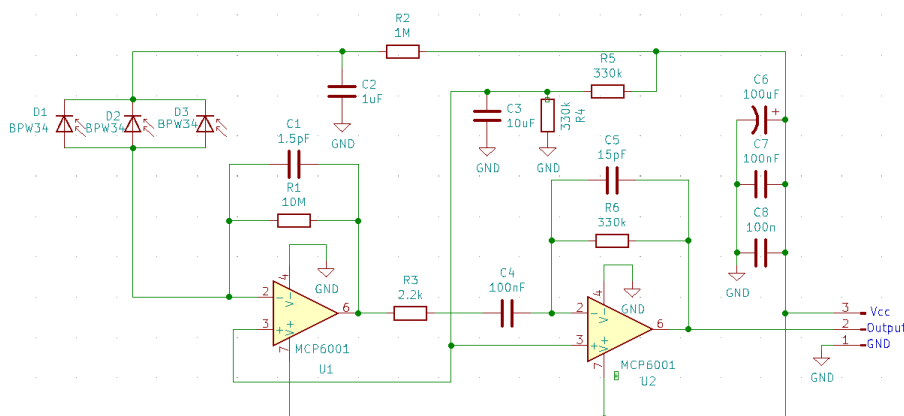 R2
1M
C2
1uF
GND
D1
BPW34
D2
BPW34
D3
BPW34
C1
1.5pF
R1
10M
4
GND
2
3
6
V-
V+
-
+
7
MCP6001
U1
R3
2.2k
C4
100nF
C3
10uF
GND
330k
R4
GND
R5
330k
C5
15pF
R6
330k
4
GND
2
3
6
V-
V+
-
+
7
MCP6001
U2
C6
100uF
+
C7
100nF
C8
100n
GND
3 Vcc
2 Output
1 GND
GND